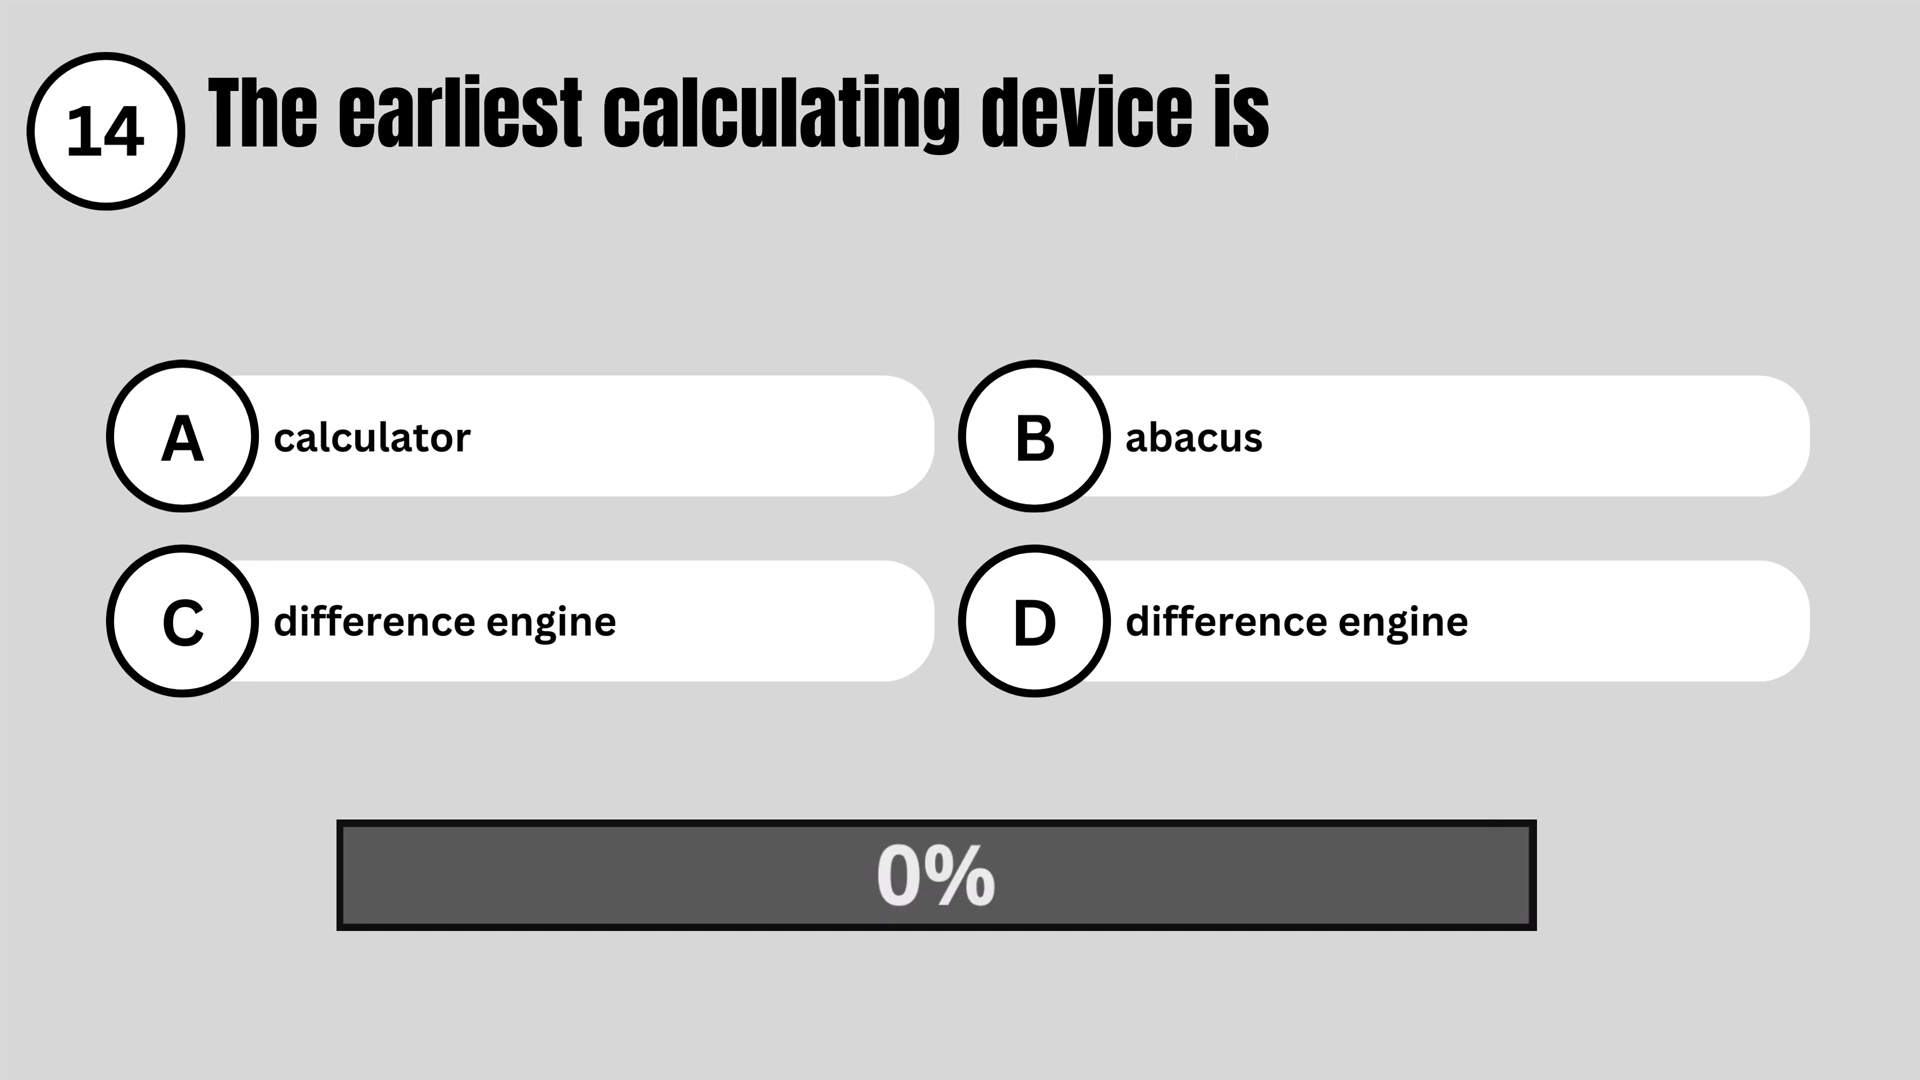 14
The earliest calculating device is
A
calculator
B
abacus
C
difference engine
D
difference engine
0%